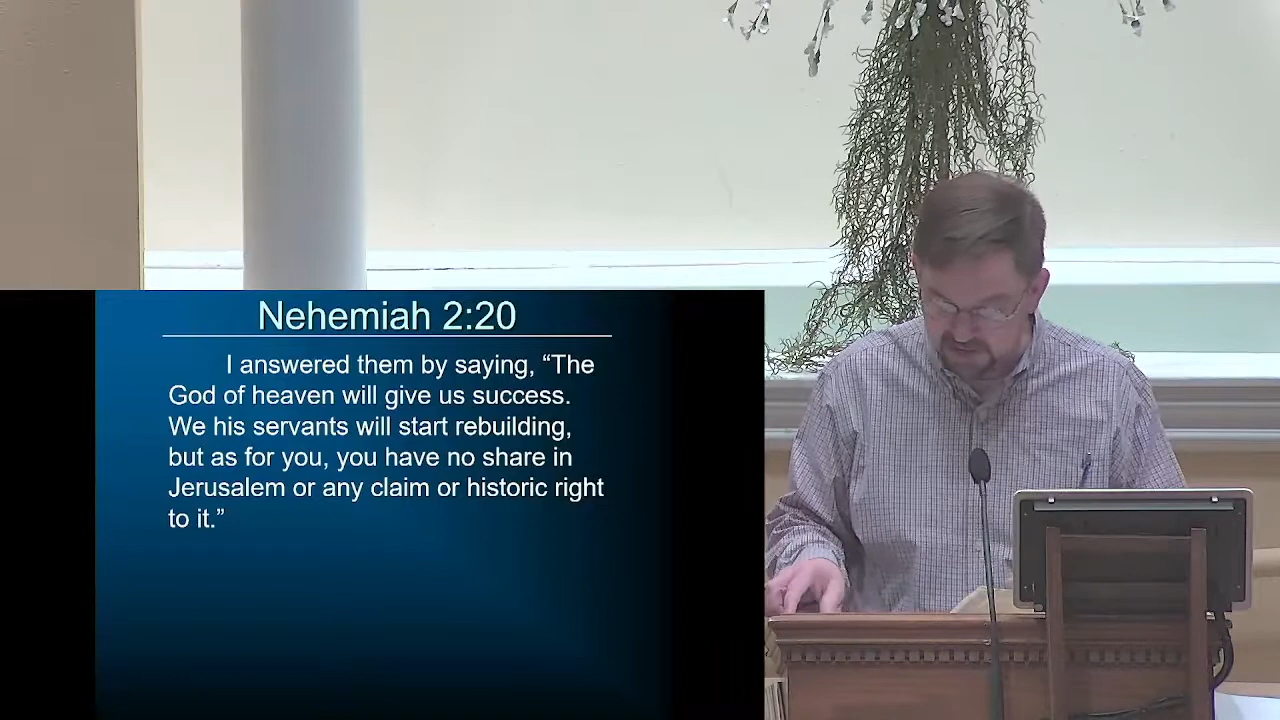 Nehemiah 2:20
I answered them by saying, “The
God of heaven will give us success.
We his servants will start rebuilding,
but as for you, you have no share in
Jerusalem or any claim or historic right
to it.”